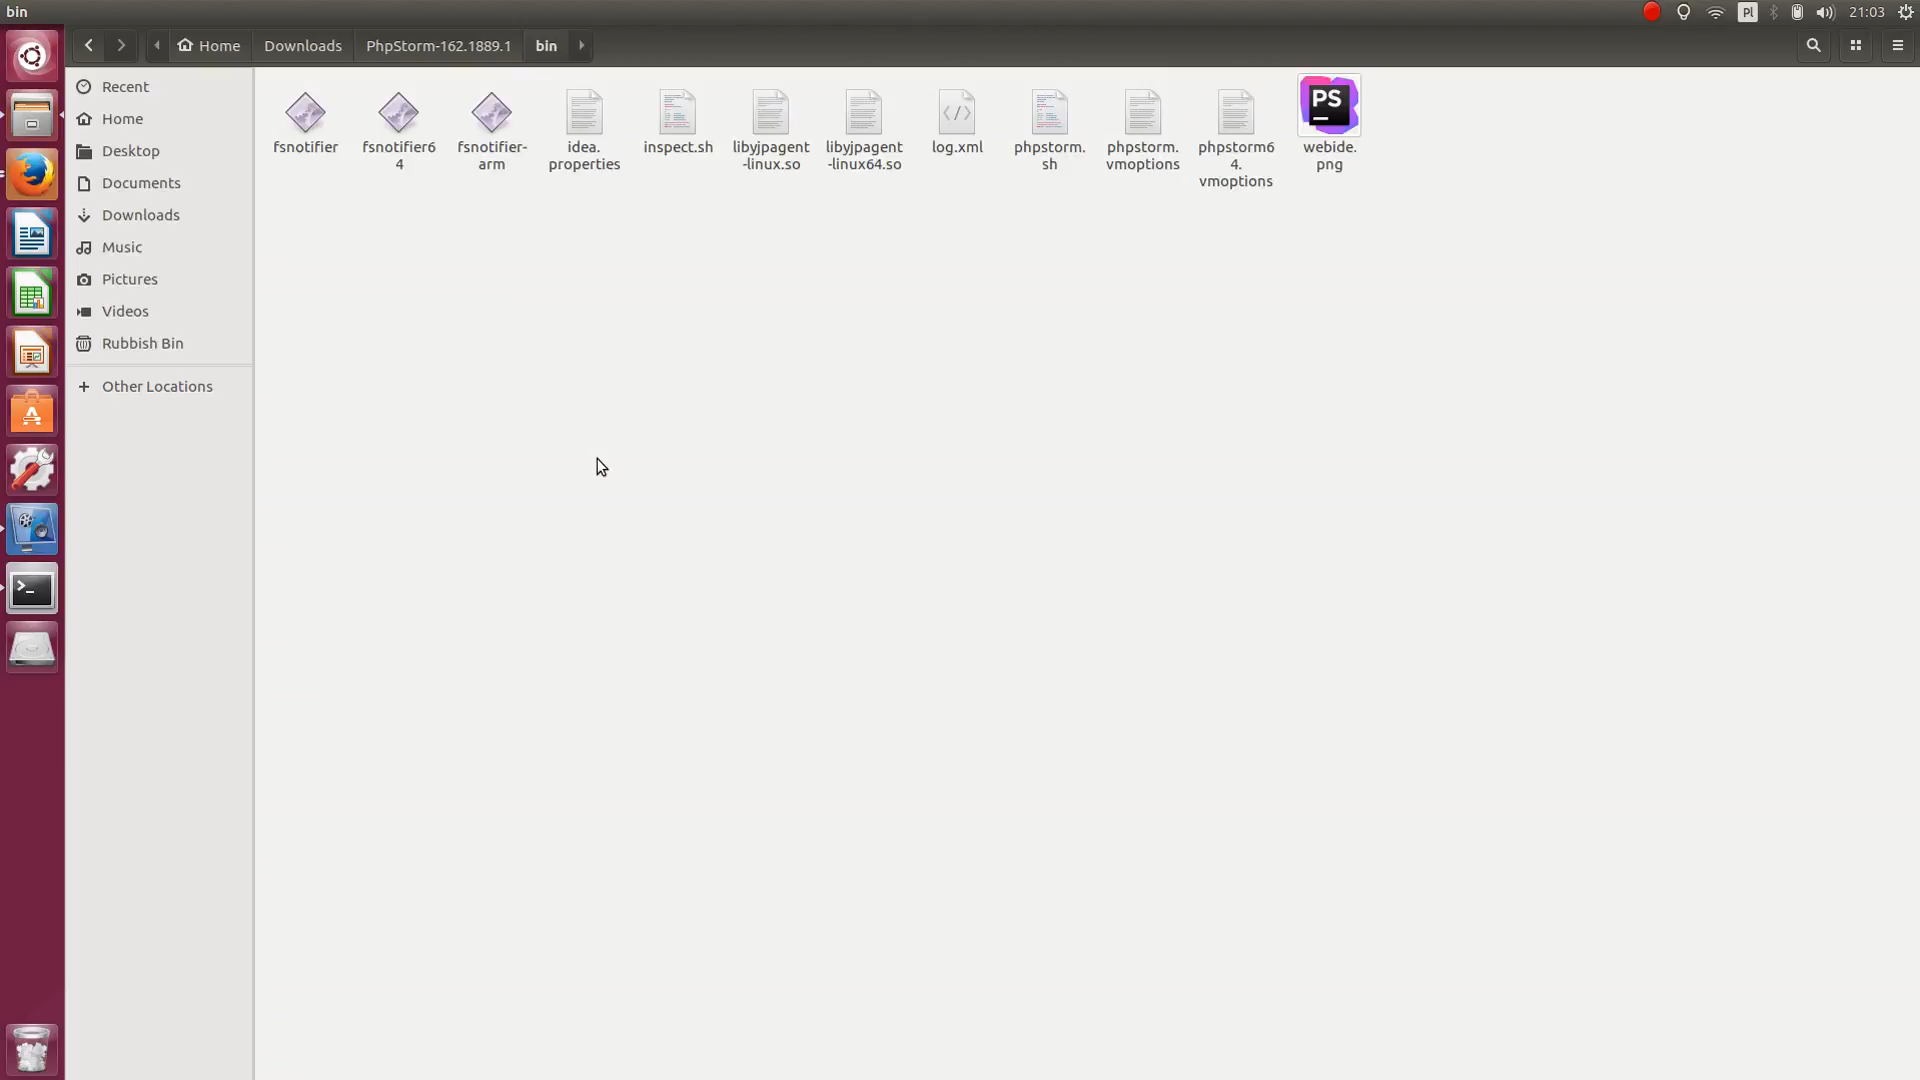 bin
Pl
21:03
Home
Downloads
PhpStorm-162.1889.1
bin
Recent
Home
Desktop
Documents
Downloads
Music
Pictures
Videos
Rubbish Bin
Other Locations
fsnotifier
fsnotifier6
4
fsnotifier-
arm
idea.
properties
inspect.sh
libyjpagent
-linux.so
libyjpagent
-linux64.so
</>
log.xml
phpstorm.
sh
phpstorm.
vmoptions
phpstorm6
4.
vmoptions
PS
webide.
png